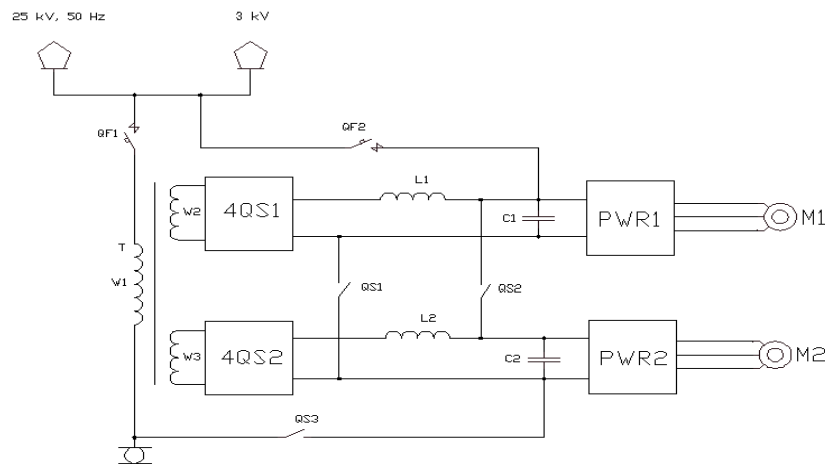 25 kV, 50 Hz
3 kV
QF1
QF2
L1
W2
4QS1
C1
PWR1
M1
T
W1
QS1
QS2
L2
W3
4QS2
C2
PWR2
M2
QS3